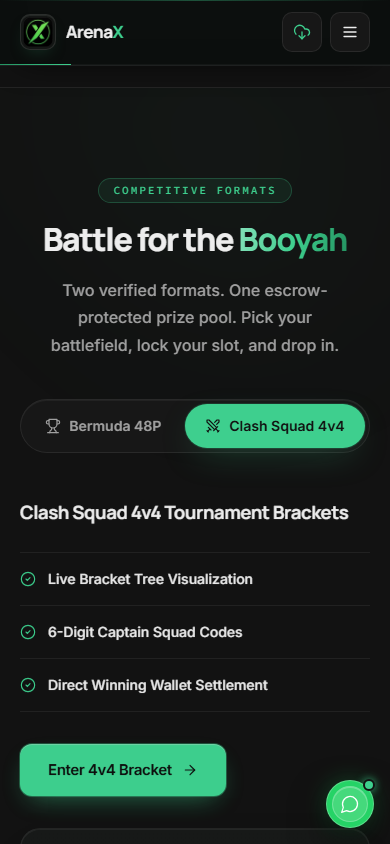 ArenaX
COMPETITIVE FORMATS
Battle for the Booyah
Two verified formats. One escrow-
protected prize pool. Pick your
battlefield, lock your slot, and drop in.
Bermuda 48P
Clash Squad 4v4
Clash Squad 4v4 Tournament Brackets
Live Bracket Tree Visualization
6-Digit Captain Squad Codes
Direct Winning Wallet Settlement
Enter 4v4 Bracket